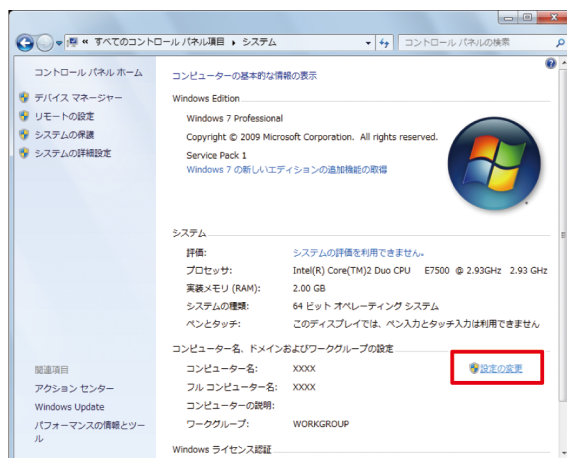 « すべてのコントロール パネル項目 ▸ システム
コントロール パネルの検索
コントロール パネル ホーム
デバイス マネージャー
リモートの設定
システムの保護
システムの詳細設定
コンピューターの基本的な情報の表示
Windows Edition
Windows 7 Professional
Copyright © 2009 Microsoft Corporation. All rights reserved.
Service Pack 1
Windows 7 の新しいエディションの追加機能の取得
システム
評価: システムの評価を利用できません。
プロセッサ: Intel(R) Core(TM)2 Duo CPU E7500 @ 2.93GHz 2.93 GHz
実装メモリ (RAM): 2.00 GB
システムの種類: 64 ビット オペレーティング システム
ペンとタッチ: このディスプレイでは、ペン入力とタッチ入力は利用できません
コンピューター名、ドメインおよびワークグループの設定
コンピューター名: XXXX 設定の変更
フル コンピューター名: XXXX
コンピューターの説明:
ワークグループ: WORKGROUP
Windows ライセンス認証
関連項目
アクション センター
Windows Update
パフォーマンスの情報とツー
ル